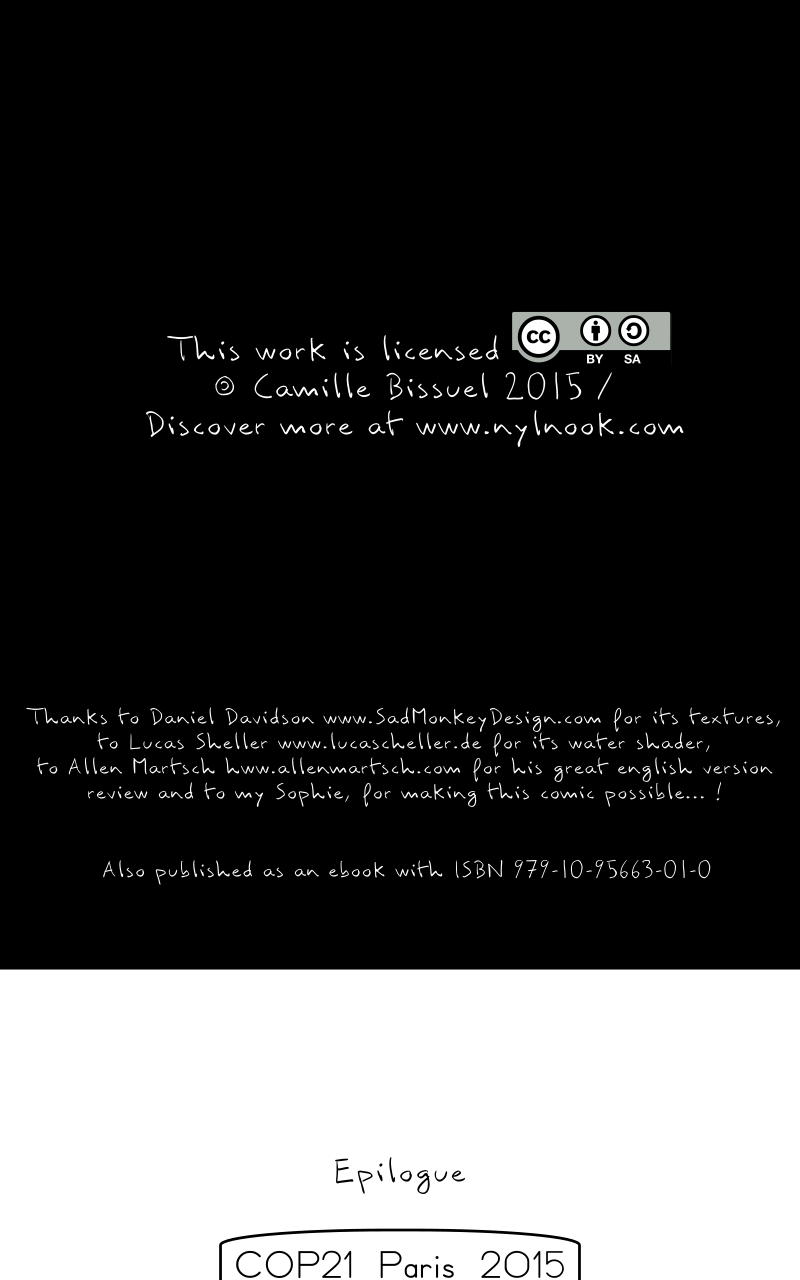 This work is licensed cc BY SA
© Camille Bissuel 2015 /
Discover more at www.nylnook.com
Thanks to Daniel Davidson www.SadMonkeyDesign.com for its textures,
to Lucas Sheller www.lucascheller.de for its water shader,
to Allen Martsch hww.allenmartsch.com for his great english version
review and to my Sophie, for making this comic possible... !
Also published as an ebook with ISBN 979-10-95663-01-0
Epilogue
COP21 Paris 2015